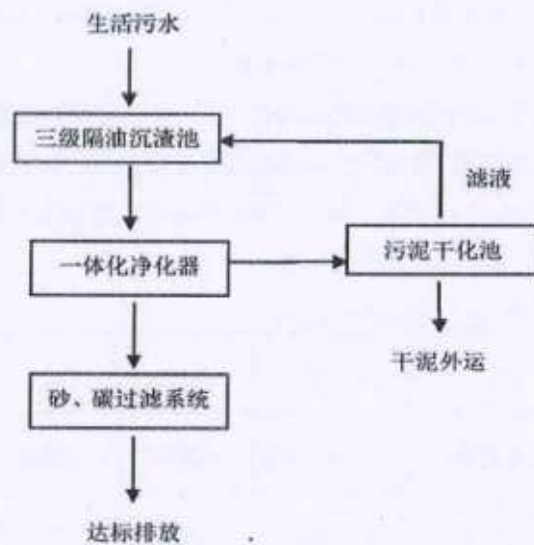 生活污水
三级隔油沉渣池
滤液
一体化净化器
污泥干化池
干泥外运
砂、碳过滤系统
达标排放